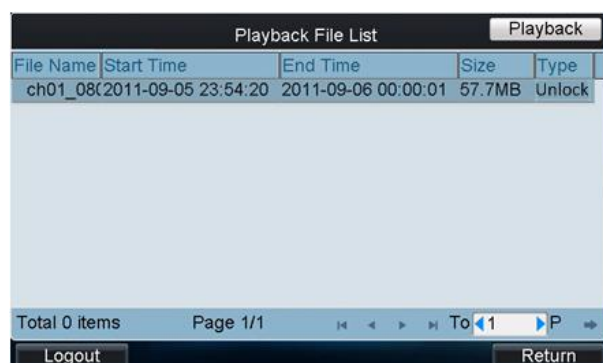 Playback File List Playback
File Name Start Time End Time Size Type
ch01_08( 2011-09-05 23:54:20 2011-09-06 00:00:01 57.7MB Unlock
Total 0 items Page 1/1 To 1 P
Logout Return